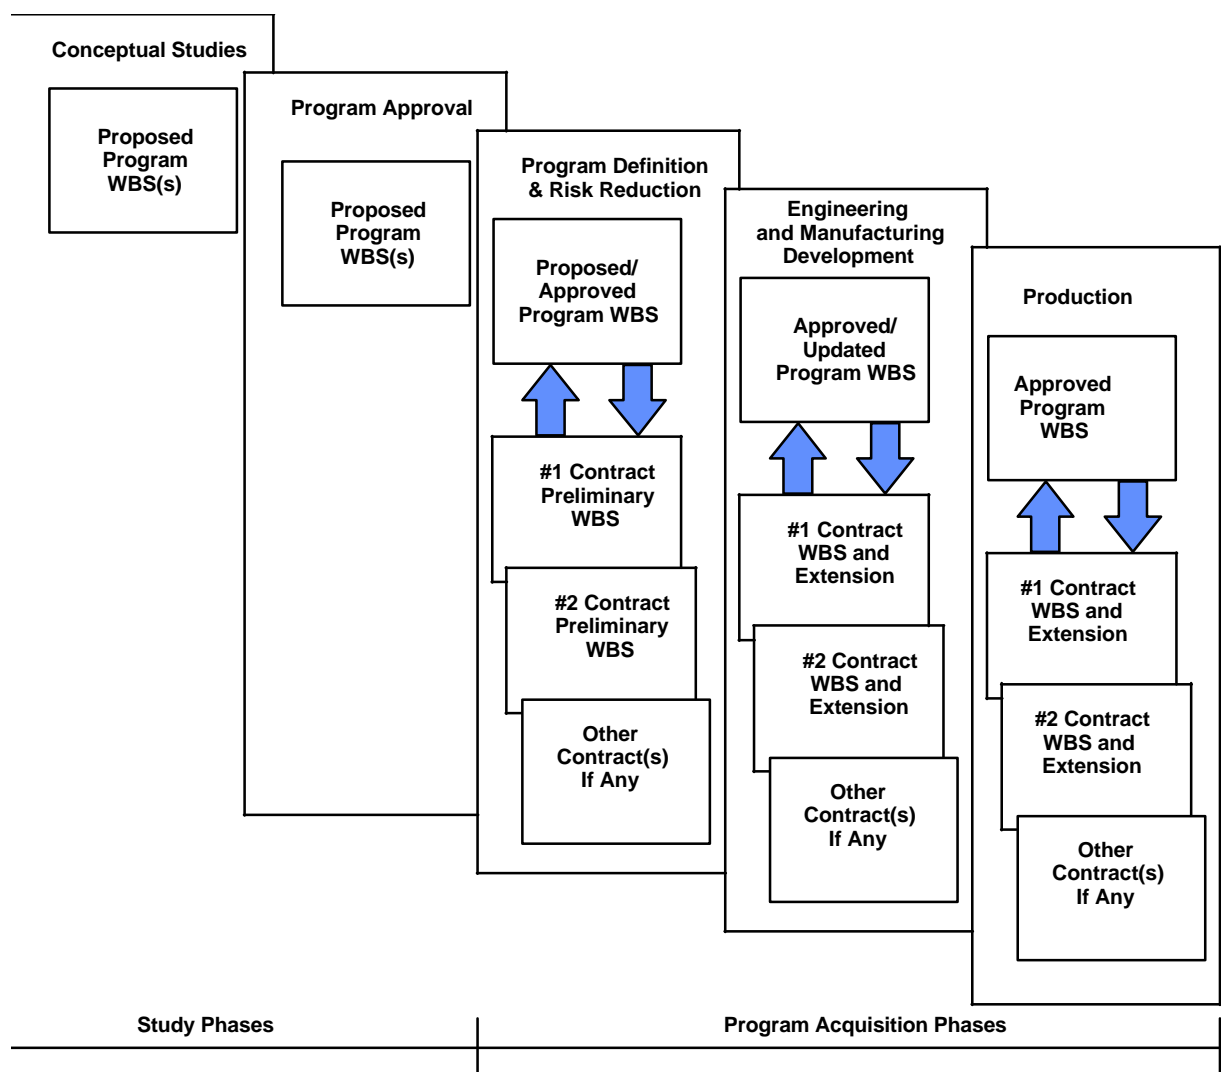 Conceptual Studies
Proposed
Program
WBS(s)
Program Approval
Proposed
Program
WBS(s)
Program Definition
& Risk Reduction
Proposed/
Approved
Program WBS
#1 Contract
Preliminary
WBS
#2 Contract
Preliminary
WBS
Other
Contract(s)
If Any
Engineering
and Manufacturing
Development
Approved/
Updated
Program WBS
#1 Contract
WBS and
Extension
#2 Contract
WBS and
Extension
Other
Contract(s)
If Any
Production
Approved
Program
WBS
#1 Contract
WBS and
Extension
#2 Contract
WBS and
Extension
Other
Contract(s)
If Any
Study Phases
Program Acquisition Phases